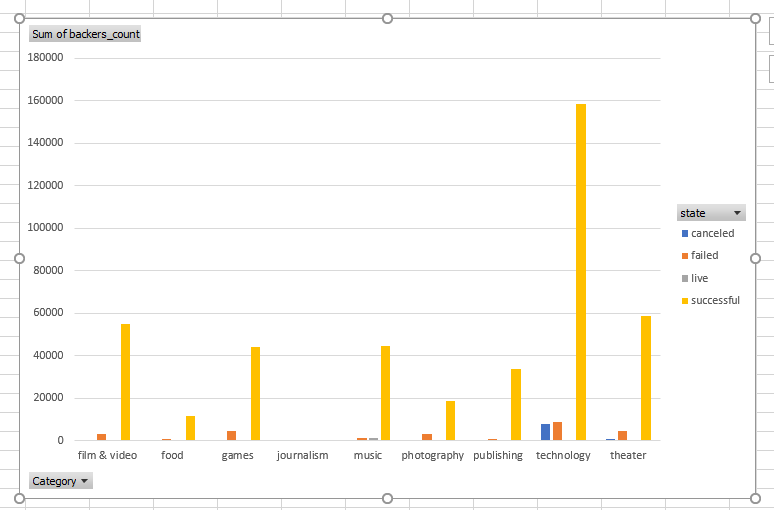 Sum of backers_count
180000
160000
140000
120000
100000
80000
60000
40000
20000
0
film & video food games journalism music photography publishing technology theater
state
canceled
failed
live
successful
Category